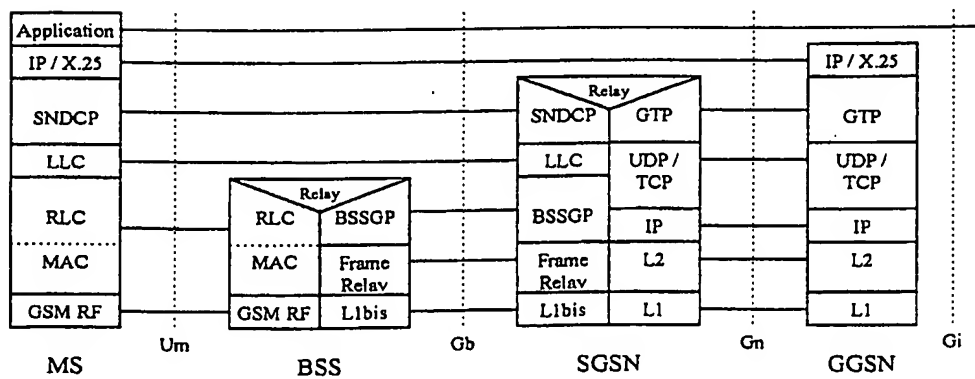 Application
IP / X.25
IP / X.25
Relay
SNDCP
SNDCP
GTP
GTP
LLC
LLC
UDP /
TCP
UDP /
TCP
Relay
RLC
RLC
BSSGP
BSSGP
IP
IP
MAC
MAC
Frame
Relay
Frame
Relay
L2
L2
GSM RF
GSM RF
L1bis
L1bis
L1
L1
Um
Gb
Gn
Gi
MS
BSS
SGSN
GGSN